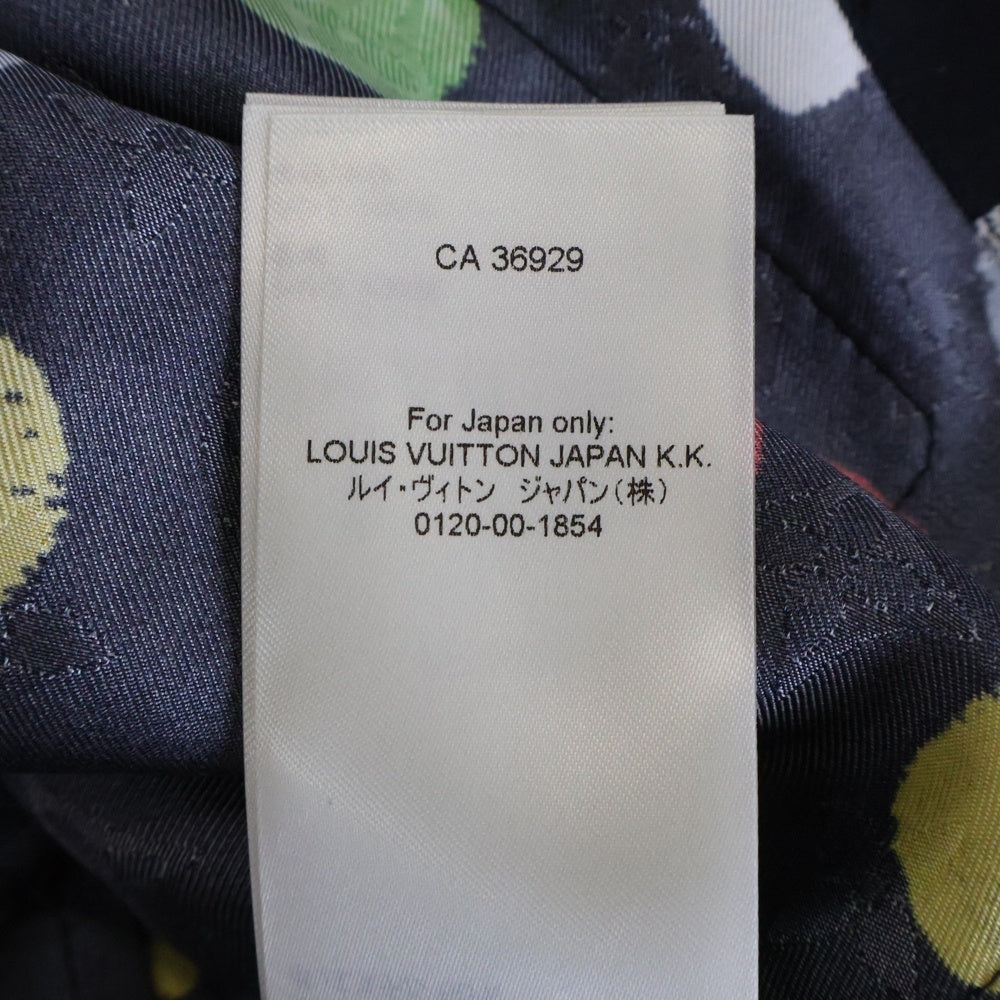 CA 36929
For Japan only:
LOUIS VUITTON JAPAN K.K.
ルイ・ヴィトン ジャパン(株)
0120-00-1854